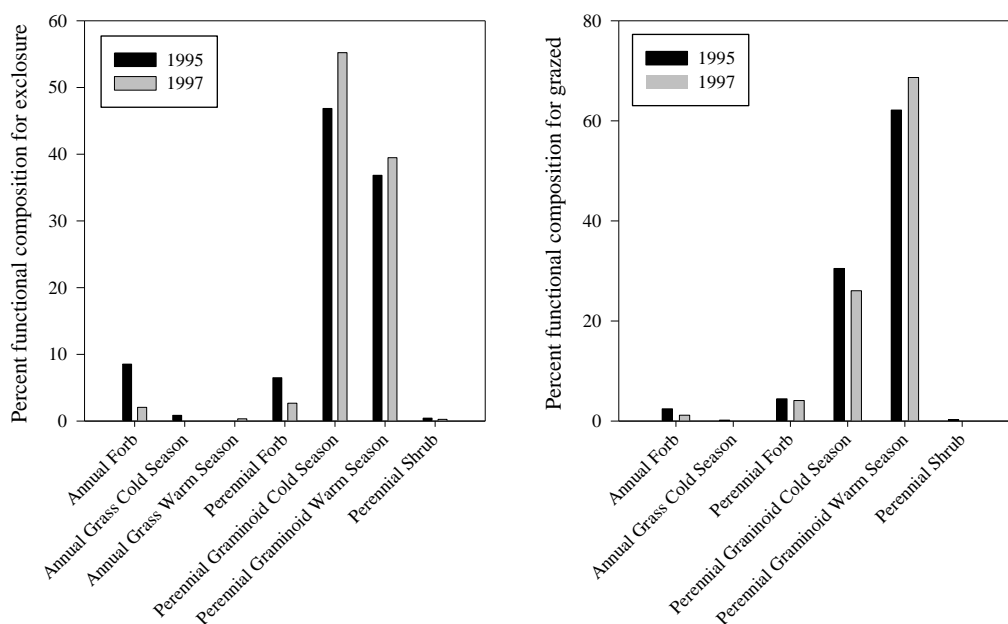 Percent functional composition for exclosure
60
50
40
30
20
10
0
1995
1997
Annual Forb
Annual Grass Cold Season
Annual Grass Warm Season
Perennial Forb
Perennial Graminoid Cold Season
Perennial Graminoid Warm Season
Perennial Shrub
Percent functional composition for grazed
80
60
40
20
0
1995
1997
Annual Forb
Annual Grass Cold Season
Perennial Forb
Perennial Graninoid Cold Season
Perennial Graninoid Warm Season
Perennial Shrub